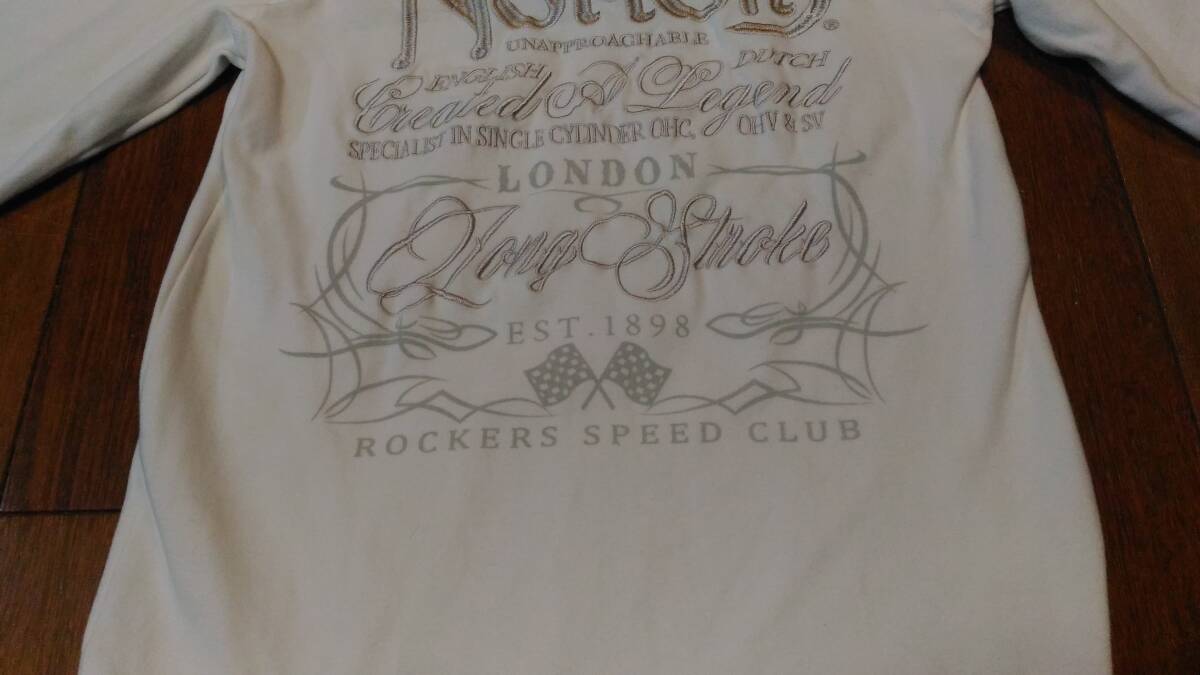 Norton®
UNAPPROACHABLE
ENGLISH DUTCH
Created A Legend
SPECIALIST IN SINGLE CYLINDER OHC, OHV & SV
LONDON
Long Stroke
EST. 1898
ROCKERS SPEED CLUB